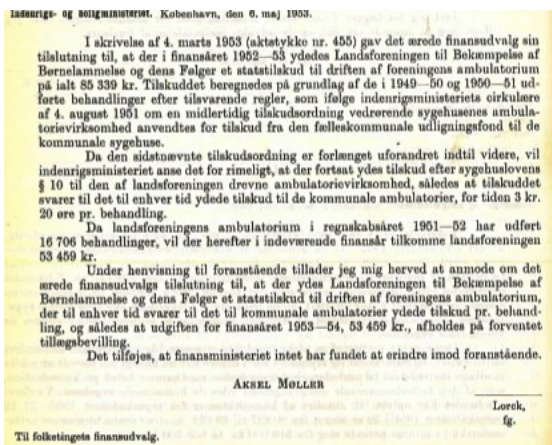 Indenrigs- og boligministeriet. København, den 6. maj 1953.
I skrivelse af 4. marts 1953 (aktstykke nr. 455) gav det ærede finansudvalg sin
tilslutning til, at der i finansåret 1952—53 ydedes Landsforeningen til Bekæmpelse af
Børnelammelse og dens Følger et statstilskud til driften af foreningens ambulatorium
på ialt 85 339 kr. Tilskuddet beregnedes på grundlag af de i 1949—50 og 1950—51 ud-
førte behandlinger efter tilsvarende regler, som ifølge indenrigsministeriets cirkulære
af 4. august 1951 om en midlertidig tilskudsordning vedrørende sygehusenes ambula-
torievirksomhed anvendtes for tilskud fra den fælleskommunale udligningsfond til de
kommunale sygehuse.
Da den sidstnævnte tilskudsordning er forlænget uforandret indtil videre, vil
indenrigsministeriet anse det for rimeligt, at der fortsat ydes tilskud efter sygehuslovens
§ 10 til den af landsforeningen drevne ambulatorievirksomhed, således at tilskuddet
svarer til det til enhver tid ydede tilskud til de kommunale ambulatorier, for tiden 3 kr.
20 øre pr. behandling.
Da landsforeningens ambulatorium i regnskabsåret 1951—52 har udført
16 706 behandlinger, vil der herefter i indeværende finansår tilkomme landsforeningen
53 459 kr.
Under henvisning til foranstående tillader jeg mig herved at anmode om det
ærede finansudvalgs tilslutning til, at der ydes Landsforeningen til Bekæmpelse af
Børnelammelse og dens Følger et statstilskud til driften af foreningens ambulatorium,
der til enhver tid svarer til det til kommunale ambulatorier ydede tilskud pr. behand-
ling, og således at udgiften for finansåret 1953—54, 53 459 kr., afholdes på forventet
tillægsbevilling.
Det tilføjes, at finansministeriet intet har fundet at erindre imod foranstående.
AKSEL MØLLER
Lorck,
fg.
Til folketingets finansudvalg.